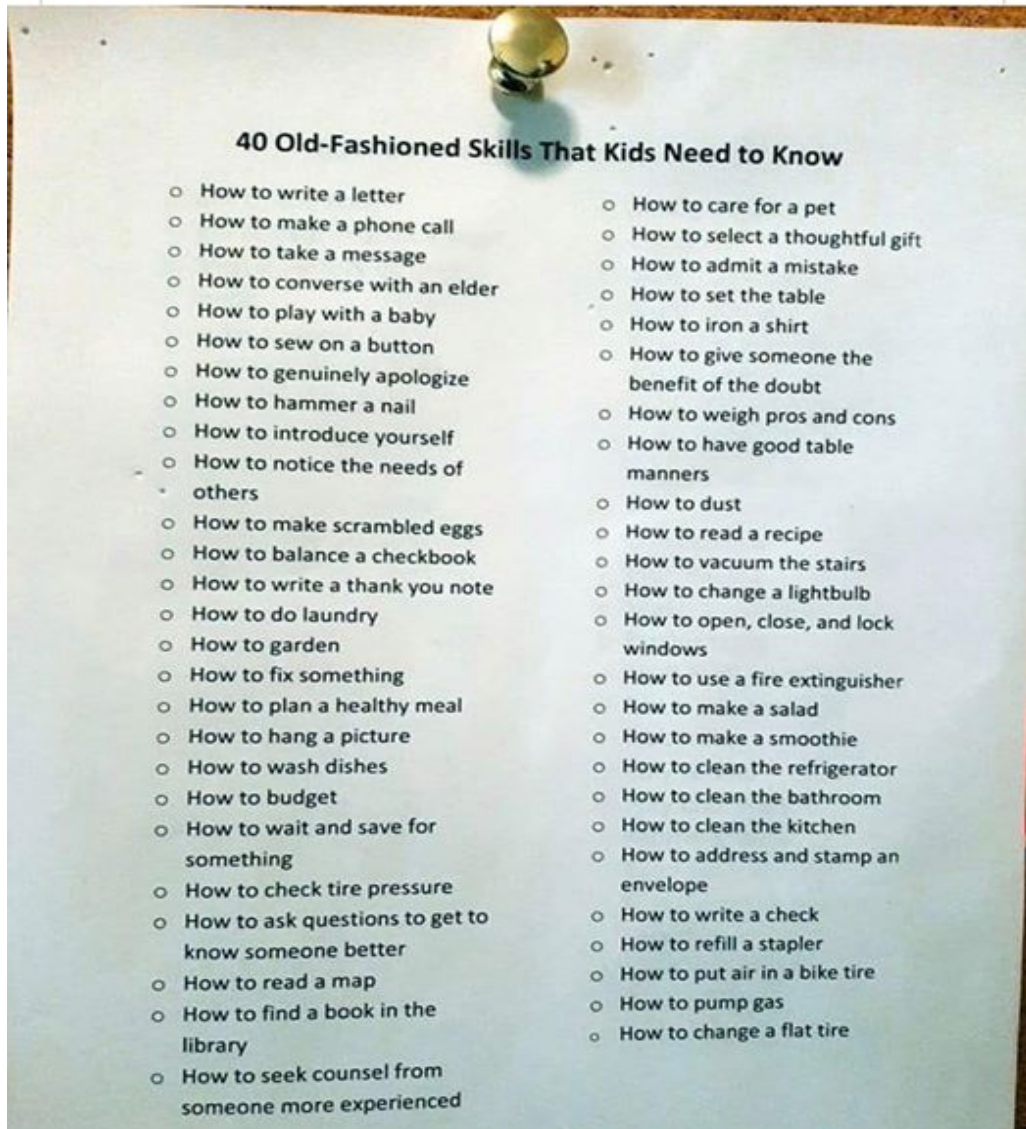 40 Old-Fashioned Skills That Kids Need to Know
o How to write a letter
o How to make a phone call
o How to take a message
o How to converse with an elder
o How to play with a baby
o How to sew on a button
o How to genuinely apologize
o How to hammer a nail
o How to introduce yourself
o How to notice the needs of
others
o How to make scrambled eggs
o How to balance a checkbook
o How to write a thank you note
o How to do laundry
o How to garden
o How to fix something
o How to plan a healthy meal
o How to hang a picture
o How to wash dishes
o How to budget
o How to wait and save for
something
o How to check tire pressure
o How to ask questions to get to
know someone better
o How to read a map
o How to find a book in the
library
o How to seek counsel from
someone more experienced
o How to care for a pet
o How to select a thoughtful gift
o How to admit a mistake
o How to set the table
o How to iron a shirt
o How to give someone the
benefit of the doubt
o How to weigh pros and cons
o How to have good table
manners
o How to dust
o How to read a recipe
o How to vacuum the stairs
o How to change a lightbulb
o How to open, close, and lock
windows
o How to use a fire extinguisher
o How to make a salad
o How to make a smoothie
o How to clean the refrigerator
o How to clean the bathroom
o How to clean the kitchen
o How to address and stamp an
envelope
o How to write a check
o How to refill a stapler
o How to put air in a bike tire
o How to pump gas
o How to change a flat tire